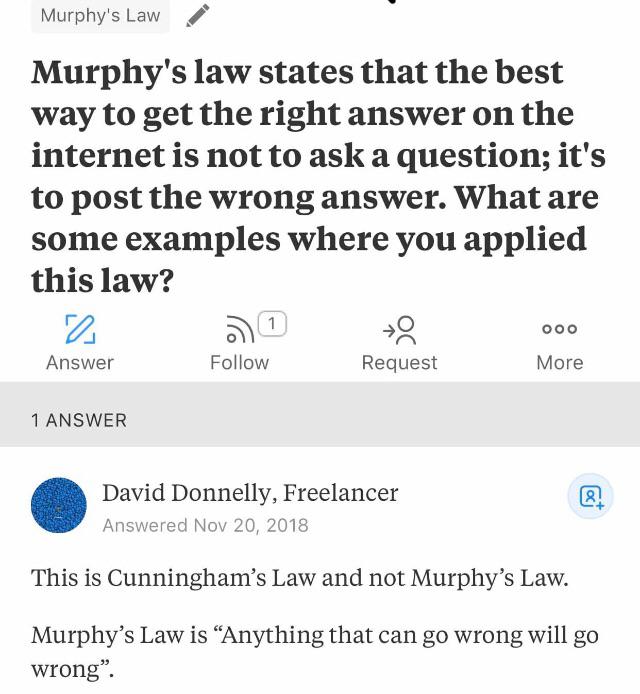 Murphy's Law
Murphy's law states that the best
way to get the right answer on the
internet is not to ask a question; it's
to post the wrong answer. What are
some examples where you applied
this law?
1
Answer Follow Request More
1 ANSWER
David Donnelly, Freelancer
Answered Nov 20, 2018
This is Cunningham’s Law and not Murphy’s Law.
Murphy’s Law is “Anything that can go wrong will go
wrong”.